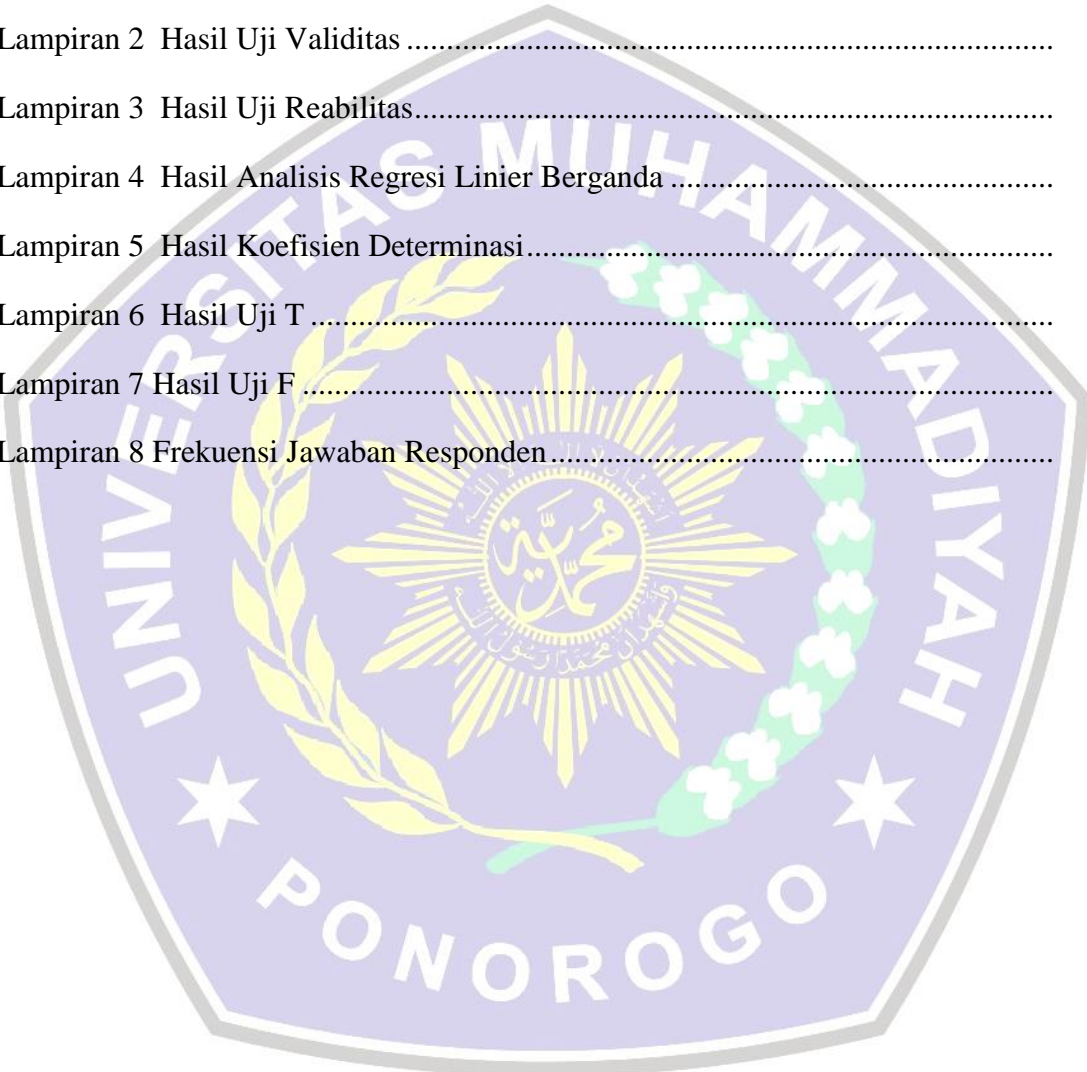 Lampiran 2  Hasil Uji Validitas ......................................................................
Lampiran 3  Hasil Uji Reabilitas.....................................................................
Lampiran 4  Hasil Analisis Regresi Linier Berganda .........................................
Lampiran 5  Hasil Koefisien Determinasi.........................................................
Lampiran 6  Hasil Uji T ................................................................................
Lampiran 7 Hasil Uji F .................................................................................
Lampiran 8 Frekuensi Jawaban Responden ......................................................
UNIVERSITAS MUHAMMADIYAH
PONOROGO
محمدية